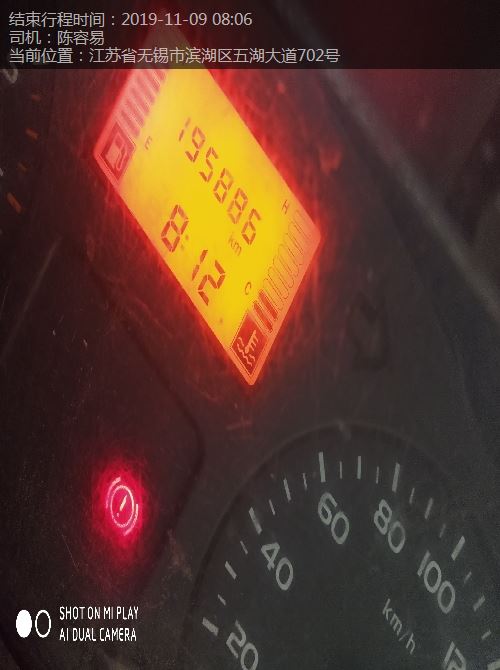 结束行程时间：2019-11-09 08:06
司机：陈容易
当前位置：江苏省无锡市滨湖区五湖大道702号
E
195886
km
8:12
H
C
20
40
60
80
100
km/h
SHOT ON MI PLAY
AI DUAL CAMERA